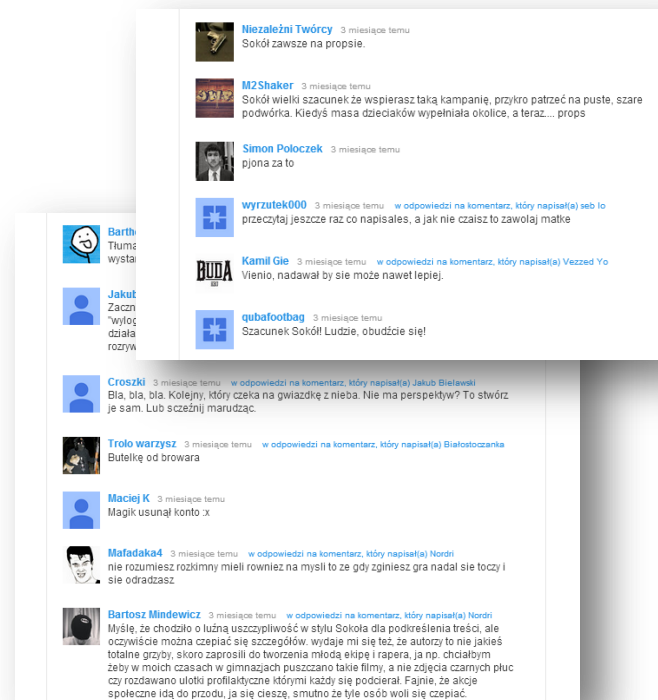 Niezależni Twórcy 3 miesiące temu
Sokół zawsze na propsie.
M2Shaker 3 miesiące temu
Sokół wielki szacunek że wspierasz taką kampanię, przykro patrzeć na puste, szare
podwórka. Kiedyś masa dzieciaków wypełniała okolice, a teraz.... props
Simon Poloczek 3 miesiące temu
pjona za to
wyrzutek000 3 miesiące temu w odpowiedzi na komentarz, który napisał(a) seb lo
przeczytaj jeszcze raz co napisales, a jak nie czaisz to zawolaj matke
BUDA
Kamil Gie 3 miesiące temu w odpowiedzi na komentarz, który napisał(a) Vezzed Yo
Vienio, nadawał by sie może nawet lepiej.
qubafootbag 3 miesiące temu
Szacunek Sokół! Ludzie, obudźcie się!
Barth
Tłuma
wysta
Jakub
Zaczn
"wylog
działa
rozryw
Croszki 3 miesiące temu w odpowiedzi na komentarz, który napisał(a) Jakub Bielawski
Bla, bla, bla. Kolejny, który czeka na gwiazdkę z nieba. Nie ma perspektyw? To stwórz
je sam. Lub sczeźnij marudząc.
Trolo warzysz 3 miesiące temu w odpowiedzi na komentarz, który napisał(a) Białostoczanka
Butelkę od browara
Maciej K 3 miesiące temu
Magik usunął konto :x
Mafadaka4 3 miesiące temu w odpowiedzi na komentarz, który napisał(a) Nordri
nie rozumiesz rozkimny mieli rowniez na mysli to ze gdy zginiesz gra nadal sie toczy i
sie odradzasz
Bartosz Mindewicz 3 miesiące temu w odpowiedzi na komentarz, który napisał(a) Nordri
Myślę, że chodziło o luźną uszczypliwość w stylu Sokoła dla podkreślenia treści, ale
oczywiście można czepiać się szczegółów. wydaje mi się też, że autorzy to nie jakieś
totalne grzyby, skoro zaprosili do tworzenia młodą ekipę i rapera, ja np. chciałbym
żeby w moich czasach w gimnazjach puszczano takie filmy, a nie zdjęcia czarnych płuc
czy rozdawano ulotki profilaktyczne którymi każdy się podcierał. Fajnie, że akcje
społeczne idą do przodu, ja się cieszę, smutno że tyle osób woli się czepiać.